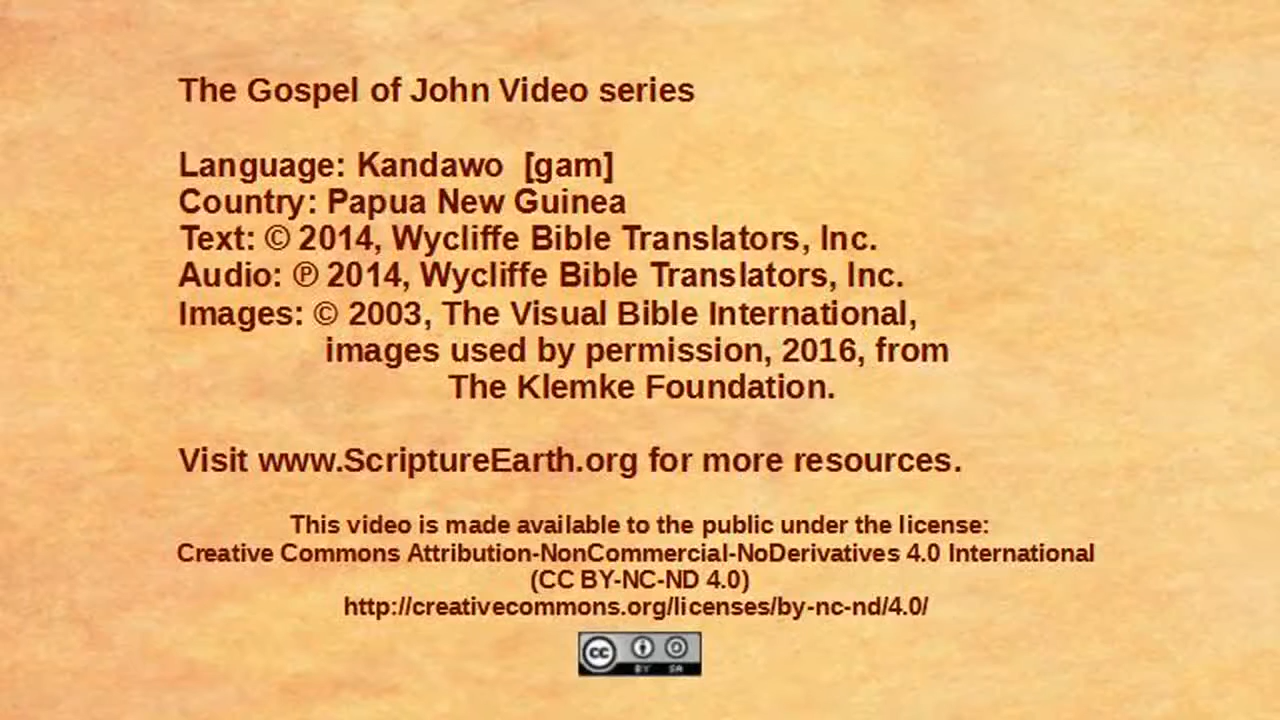 The Gospel of John Video series
Language: Kandawo [gam]
Country: Papua New Guinea
Text: © 2014, Wycliffe Bible Translators, Inc.
Audio: ℗ 2014, Wycliffe Bible Translators, Inc.
Images: © 2003, The Visual Bible International,
images used by permission, 2016, from
The Klemke Foundation.
Visit www.ScriptureEarth.org for more resources.
This video is made available to the public under the license:
Creative Commons Attribution-NonCommercial-NoDerivatives 4.0 International
(CC BY-NC-ND 4.0)
http://creativecommons.org/licenses/by-nc-nd/4.0/
cc BY SA